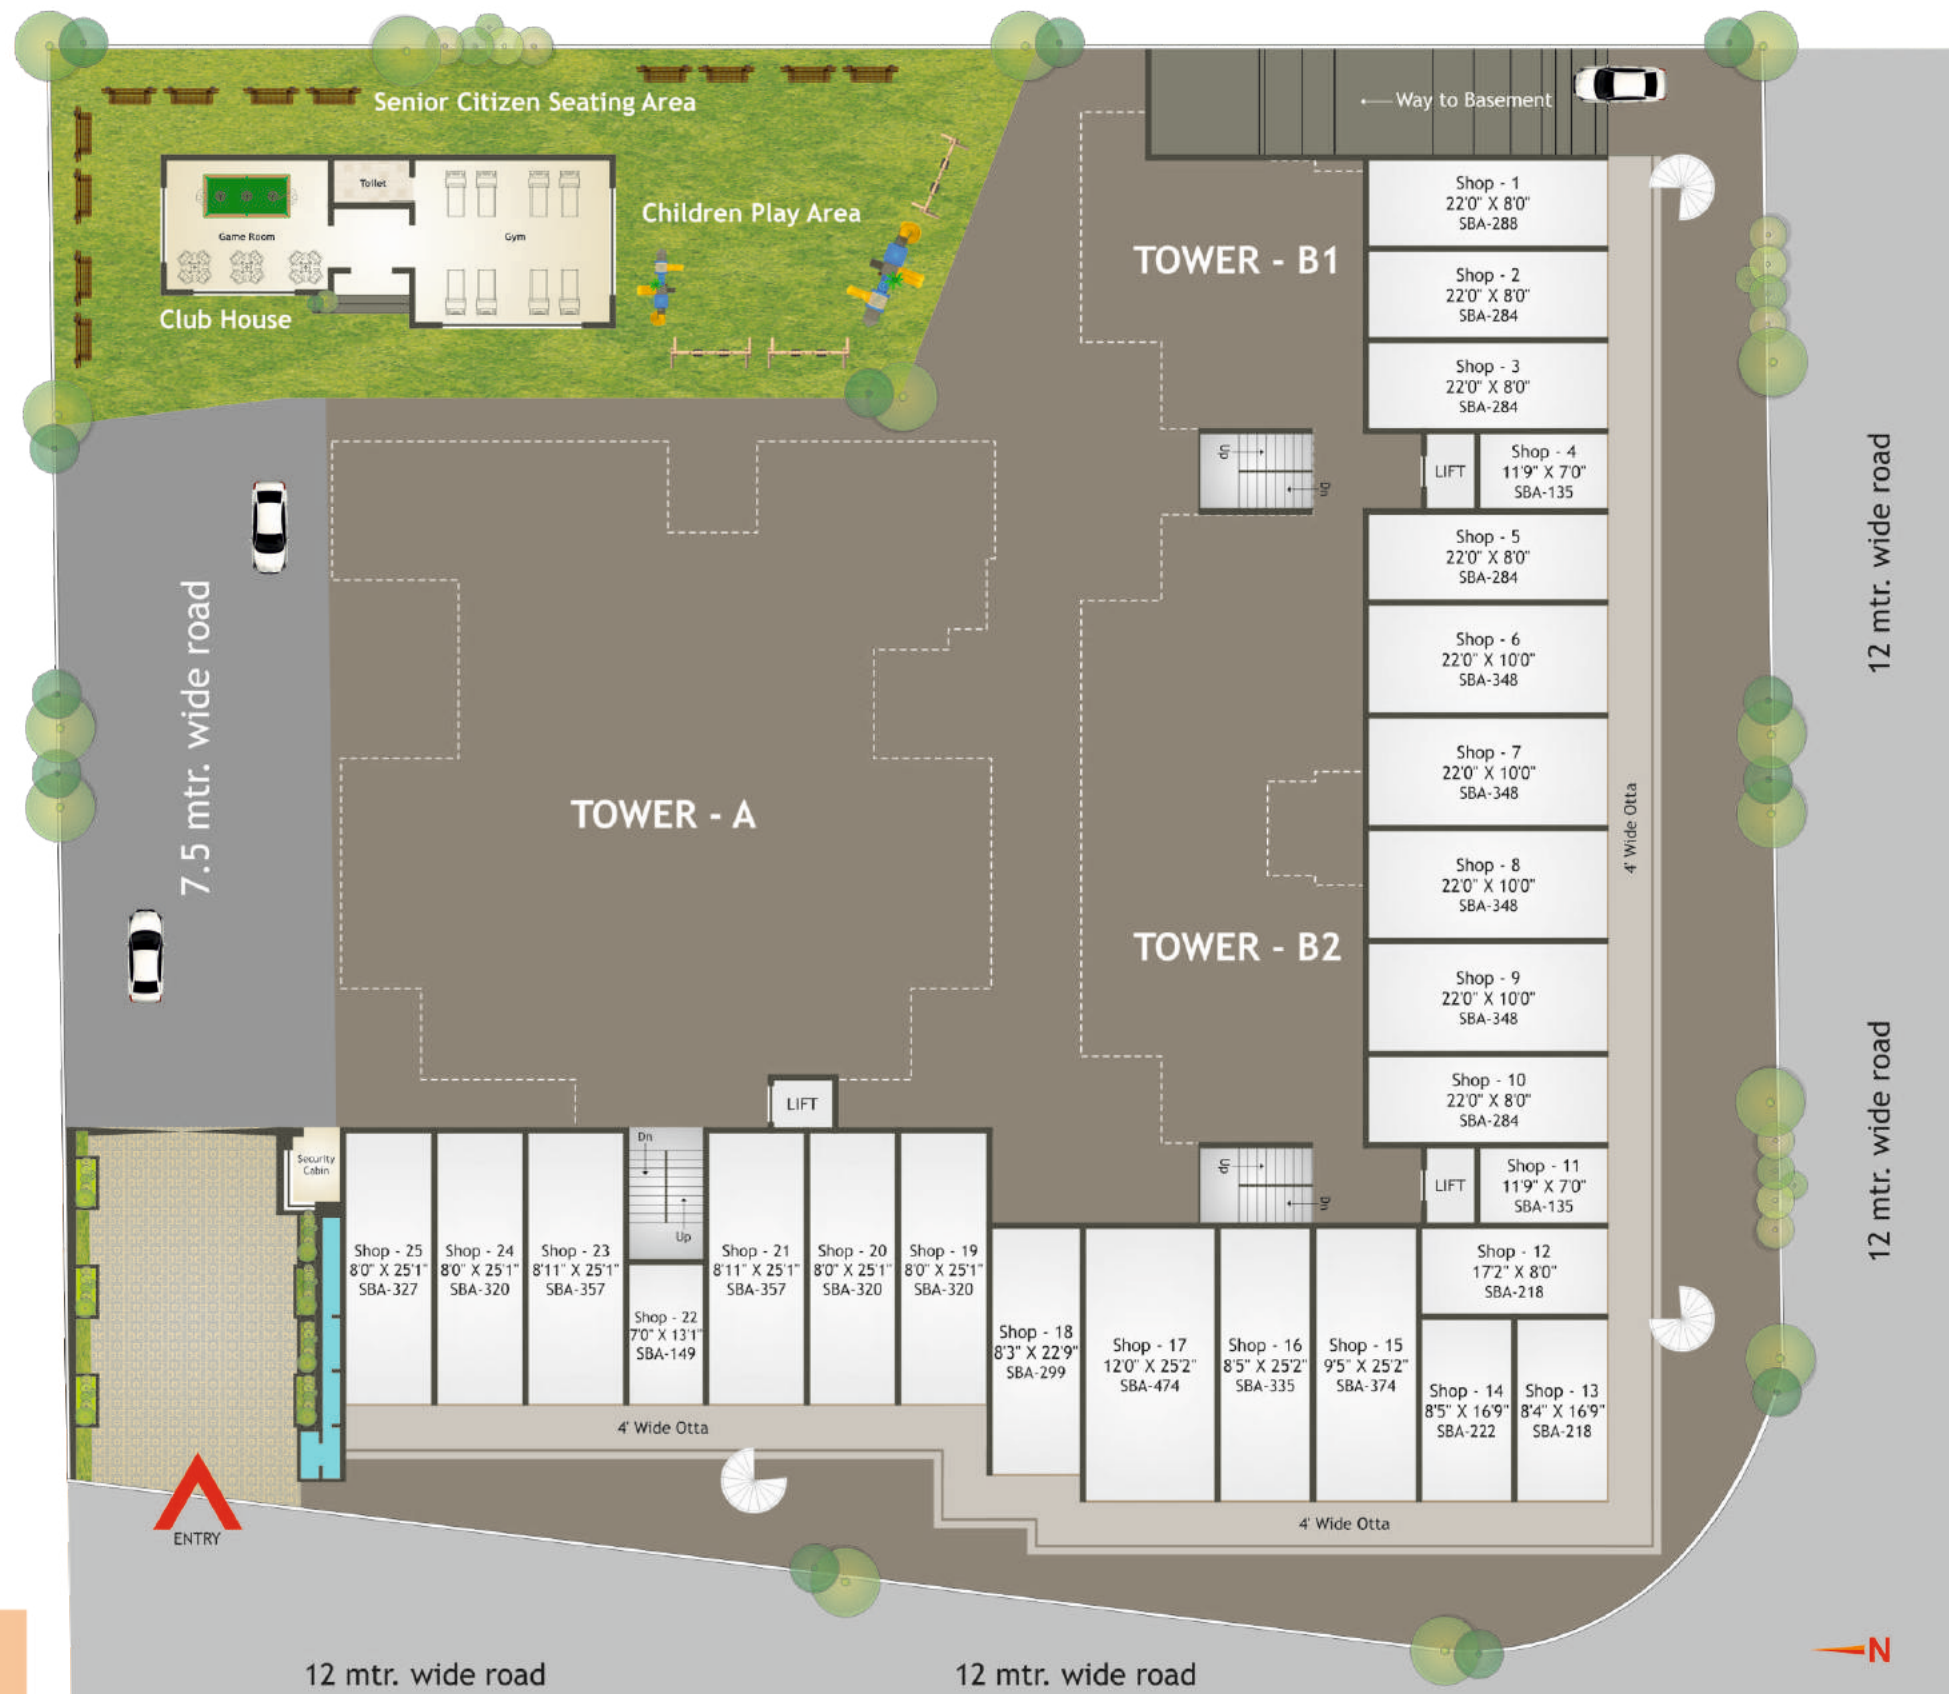 Senior Citizen Seating Area
Way to Basement
Toilet
Game Room
Gym
Children Play Area
Club House
TOWER - B1
Shop - 1
22'0" X 8'0"
SBA-288
Shop - 2
22'0" X 8'0"
SBA-284
Shop - 3
22'0" X 8'0"
SBA-284
Up
Dn
LIFT
Shop - 4
11'9" X 7'0"
SBA-135
Shop - 5
22'0" X 8'0"
SBA-284
Shop - 6
22'0" X 10'0"
SBA-348
Shop - 7
22'0" X 10'0"
SBA-348
Shop - 8
22'0" X 10'0"
SBA-348
Shop - 9
22'0" X 10'0"
SBA-348
Shop - 10
22'0" X 8'0"
SBA-284
7.5 mtr. wide road
TOWER - A
TOWER - B2
4' Wide Otta
12 mtr. wide road
12 mtr. wide road
LIFT
Up
Dn
LIFT
Shop - 11
11'9" X 7'0"
SBA-135
Shop - 12
17'2" X 8'0"
SBA-218
Security
Cabin
Dn
Up
Shop - 25
8'0" X 25'1"
SBA-327
Shop - 24
8'0" X 25'1"
SBA-320
Shop - 23
8'11" X 25'1"
SBA-357
Shop - 22
7'0" X 13'1"
SBA-149
Shop - 21
8'11" X 25'1"
SBA-357
Shop - 20
8'0" X 25'1"
SBA-320
Shop - 19
8'0" X 25'1"
SBA-320
Shop - 18
8'3" X 22'9"
SBA-299
Shop - 17
12'0" X 25'2"
SBA-474
Shop - 16
8'5" X 25'2"
SBA-335
Shop - 15
9'5" X 25'2"
SBA-374
Shop - 14
8'5" X 16'9"
SBA-222
Shop - 13
8'4" X 16'9"
SBA-218
4' Wide Otta
4' Wide Otta
ENTRY
12 mtr. wide road
12 mtr. wide road
N